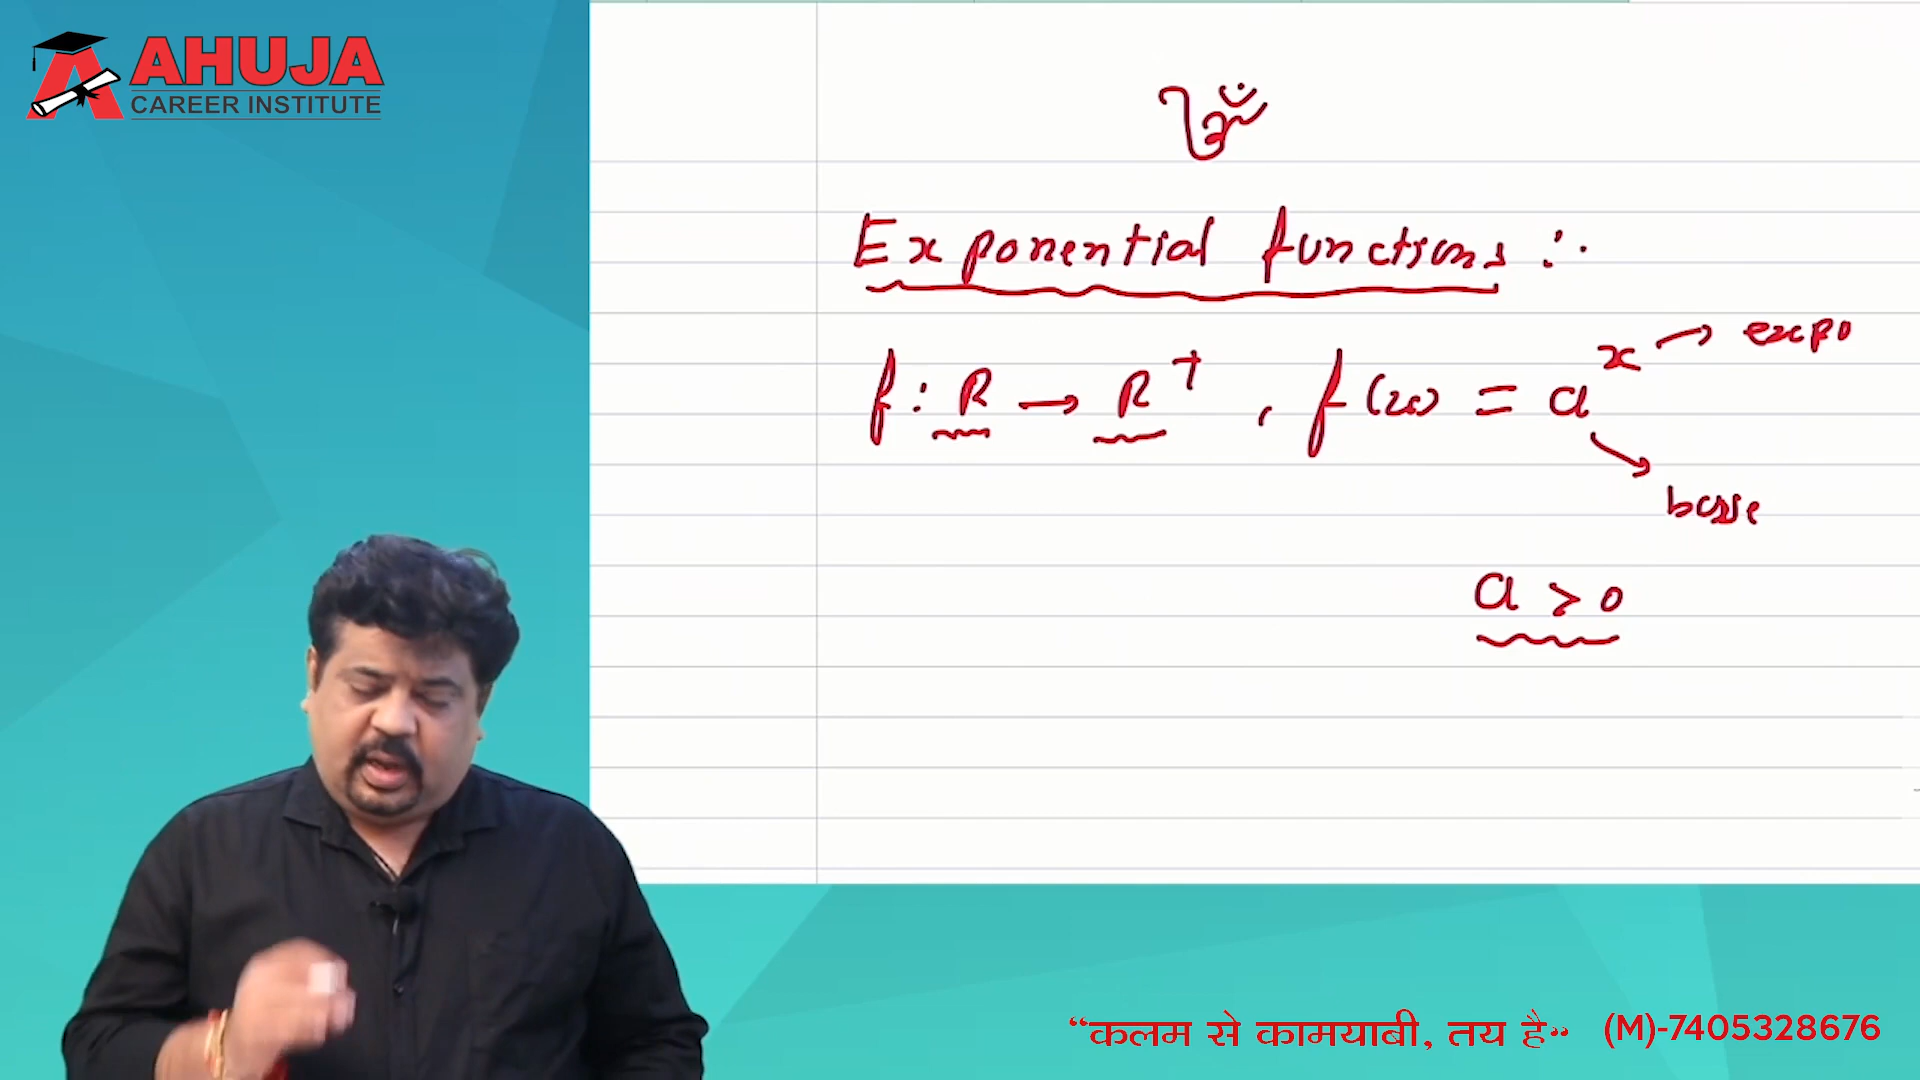 AHUJA
CAREER INSTITUTE
ૐ
Exponential functions :-
f : R → R⁺ , f(x) = aˣ → expo
base
a > 0
“कलम से कामयाबी, तय है” (M)-7405328676